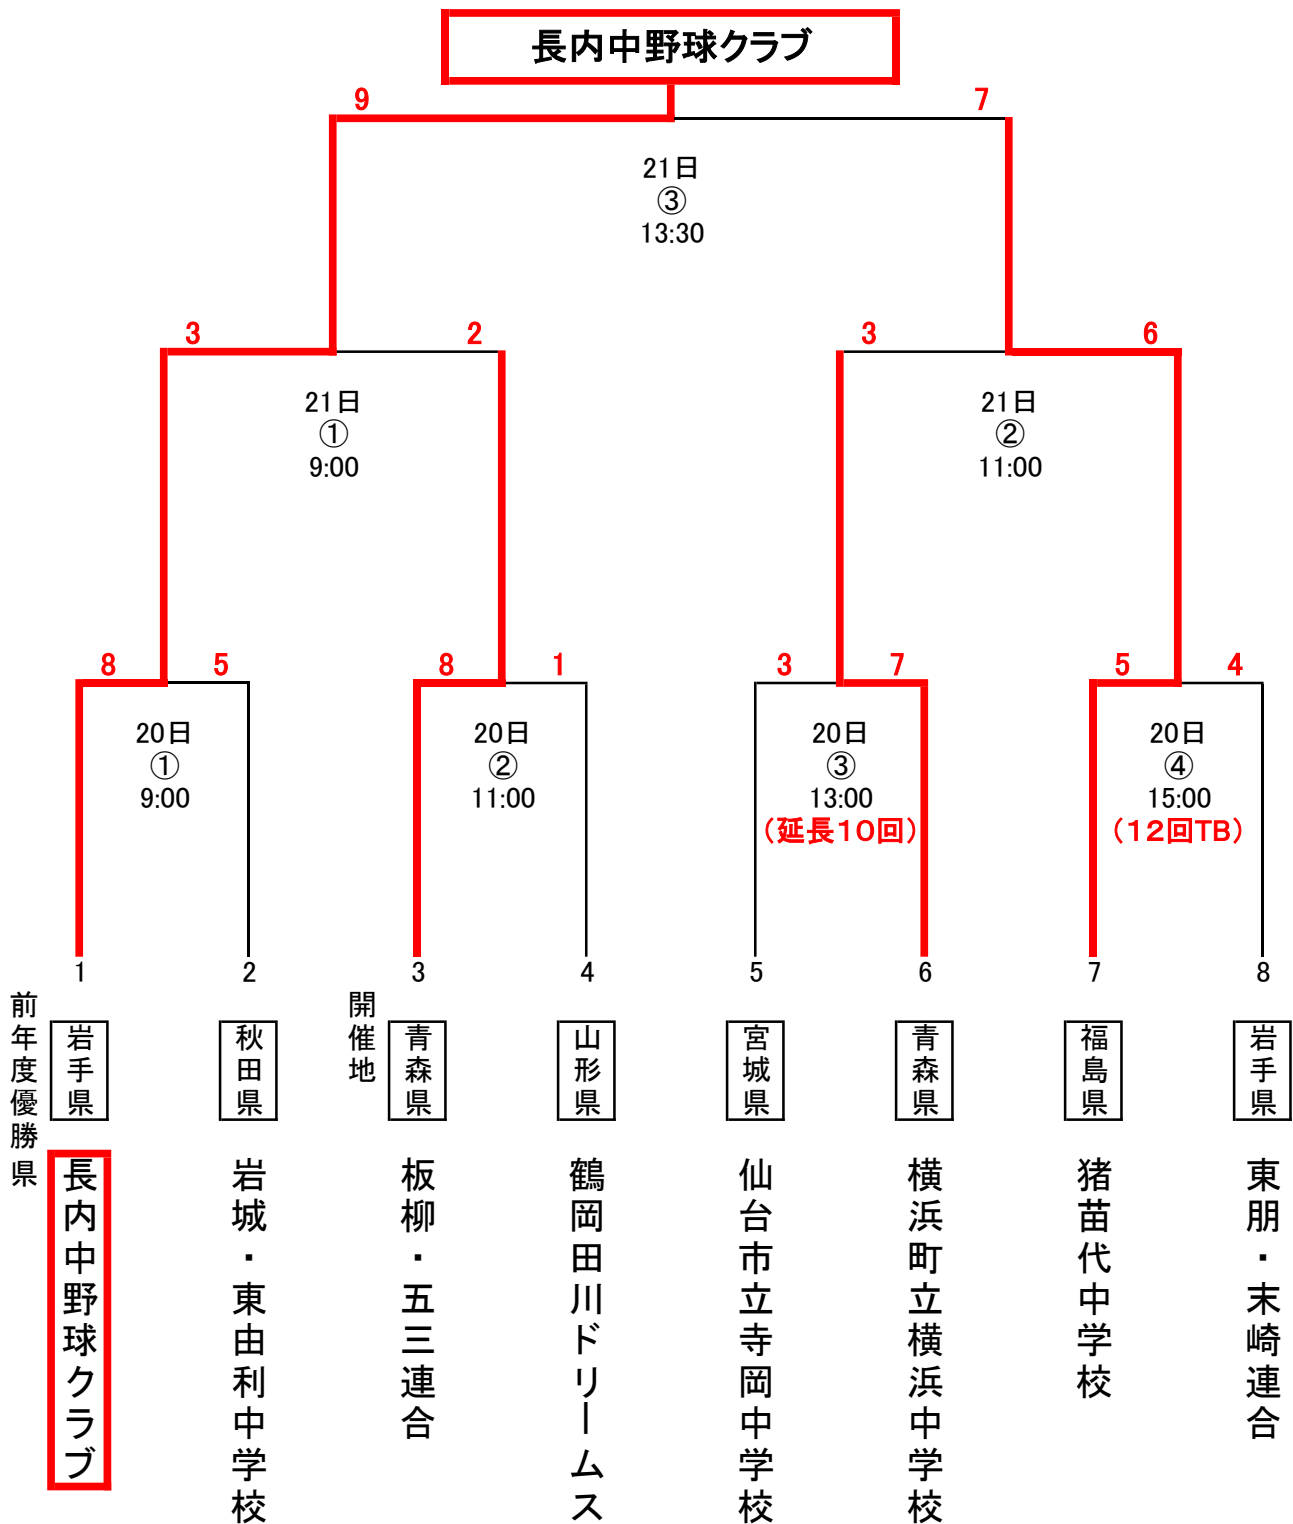 長内中野球クラブ
9
7
21日
③
13:30
3
2
3
6
21日
①
9:00
21日
②
11:00
8
5
8
1
3
7
5
4
20日
①
9:00
20日
②
11:00
20日
③
13:00
（延長１０回）
20日
④
15:00
（１２回TB）
1
2
3
4
5
6
7
8
前年度優勝県
岩手県
秋田県
開催地
青森県
山形県
宮城県
青森県
福島県
岩手県
長内中野球クラブ
岩城・東由利中学校
板柳・五三連合
鶴岡田川ドリームス
仙台市立寺岡中学校
横浜町立横浜中学校
猪苗代中学校
東朋・末崎連合